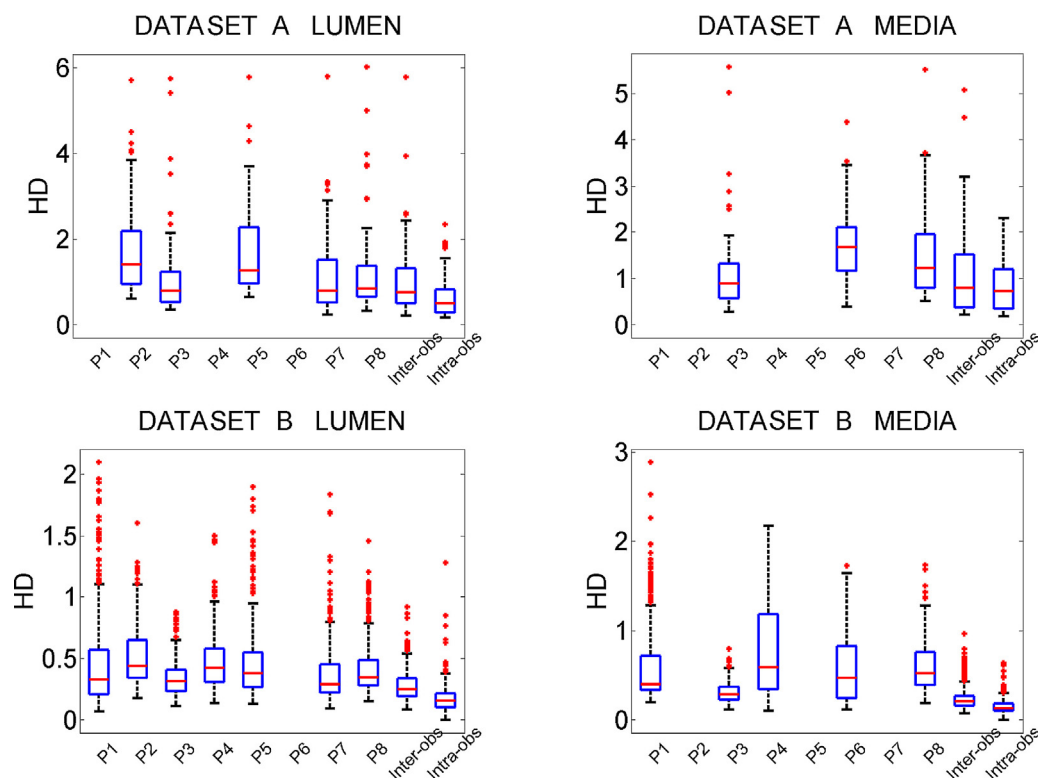 DATASET A LUMEN
HD
6
4
2
0
P1 P2 P3 P4 P5 P6 P7 P8 Inter-obs Intra-obs
DATASET A MEDIA
HD
5
4
3
2
1
0
P1 P2 P3 P4 P5 P6 P7 P8 Inter-obs Intra-obs
DATASET B LUMEN
HD
2
1.5
1
0.5
0
P1 P2 P3 P4 P5 P6 P7 P8 Inter-obs Intra-obs
DATASET B MEDIA
HD
3
2
1
0
P1 P2 P3 P4 P5 P6 P7 P8 Inter-obs Intra-obs